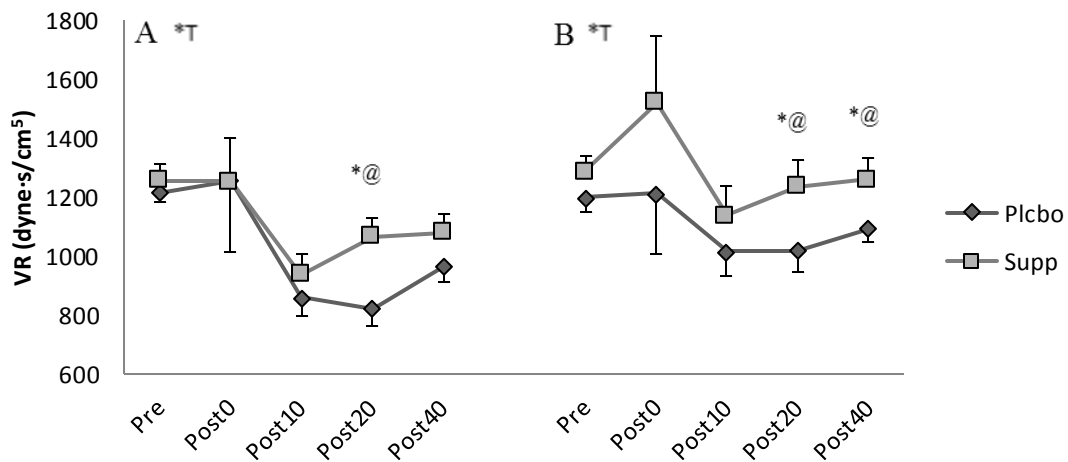 VR (dyne·s/cm⁵)
1800
1600
1400
1200
1000
800
600
A *T
*@
B *T
*@
*@
Pre
Post0
Post10
Post20
Post40
Pre
Post0
Post10
Post20
Post40
Plcbo
Supp